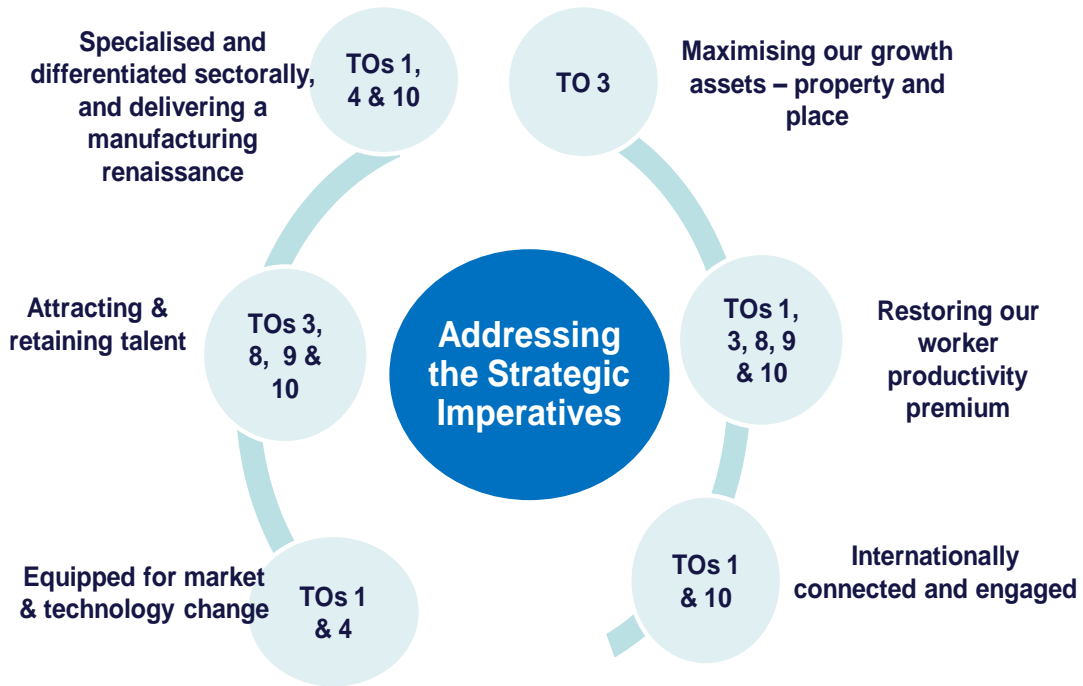 Specialised and
differentiated sectorally,
and delivering a
manufacturing
renaissance
TOs 1,
4 & 10
TO 3
Maximising our growth
assets – property and
place
Attracting &
retaining talent
TOs 3,
8, 9 &
10
Addressing
the Strategic
Imperatives
TOs 1,
3, 8, 9
& 10
Restoring our
worker
productivity
premium
Equipped for market
& technology change
TOs 1
& 4
TOs 1
& 10
Internationally
connected and engaged